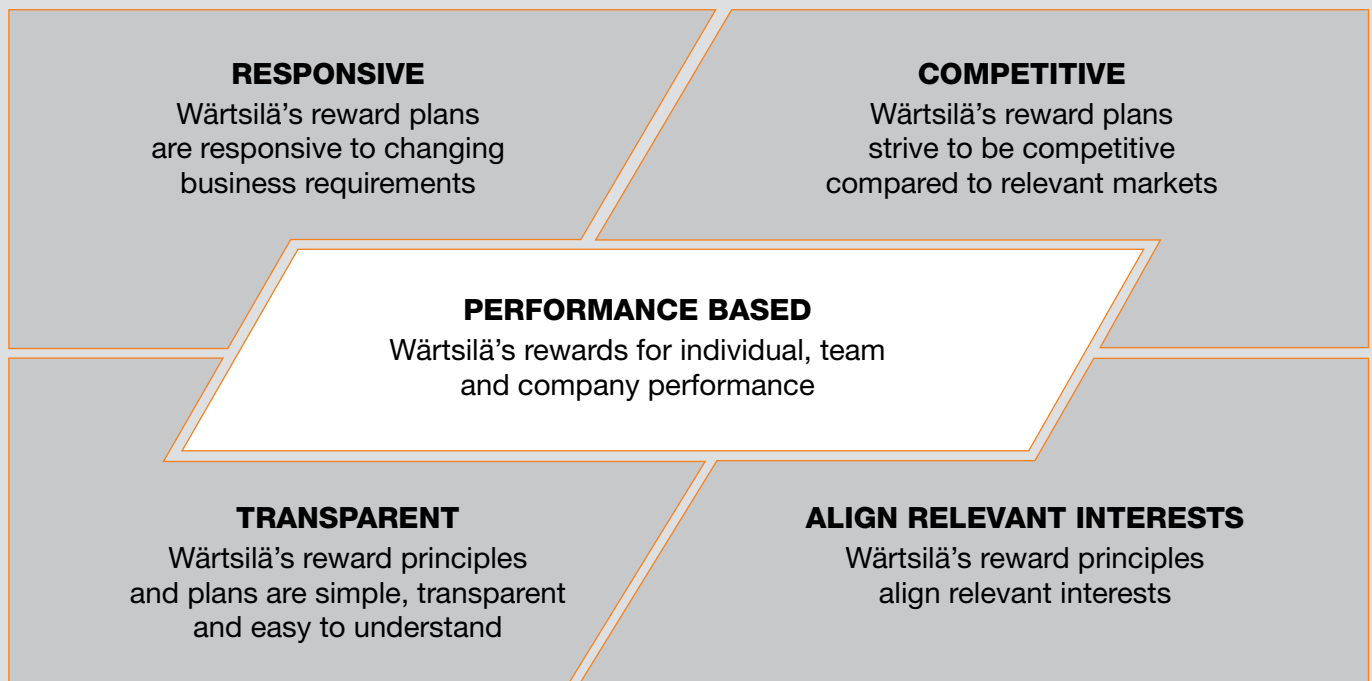 RESPONSIVE
Wärtsilä’s reward plans
are responsive to changing
business requirements
COMPETITIVE
Wärtsilä’s reward plans
strive to be competitive
compared to relevant markets
PERFORMANCE BASED
Wärtsilä’s rewards for individual, team
and company performance
TRANSPARENT
Wärtsilä’s reward principles
and plans are simple, transparent
and easy to understand
ALIGN RELEVANT INTERESTS
Wärtsilä’s reward principles
align relevant interests